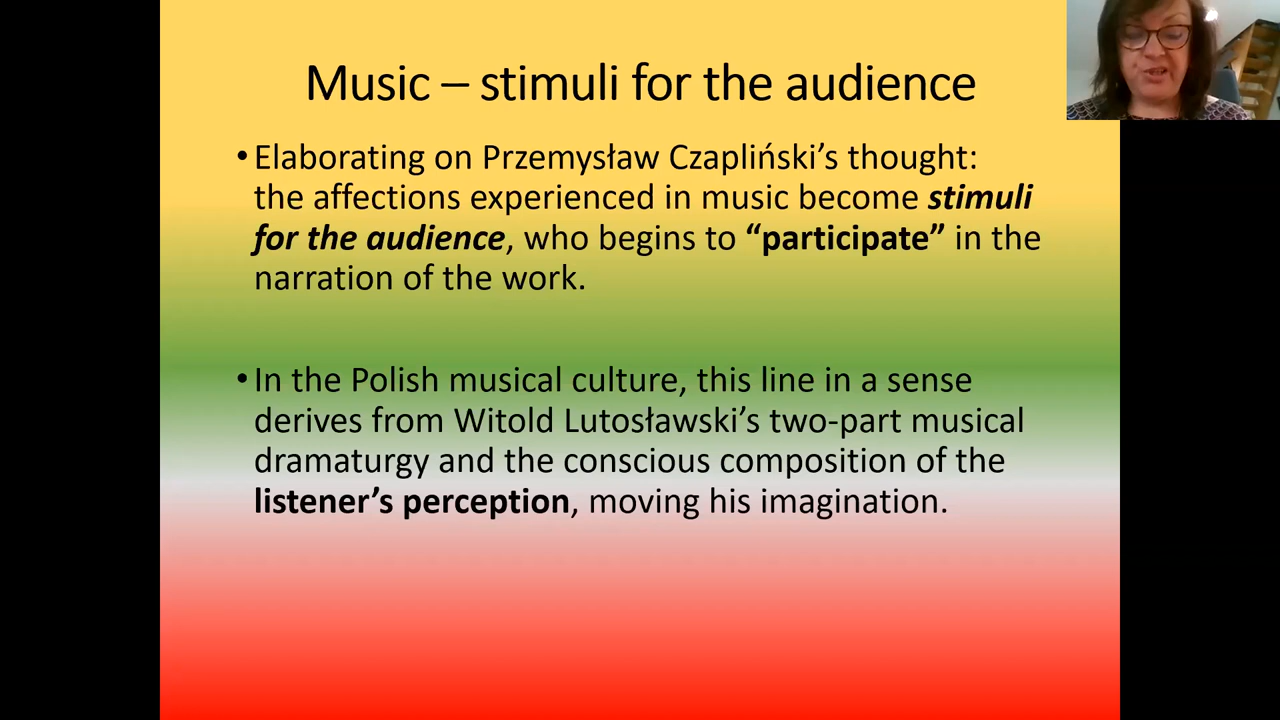 Music – stimuli for the audience
•Elaborating on Przemysław Czapliński’s thought:
the affections experienced in music become stimuli
for the audience, who begins to “participate” in the
narration of the work.
•In the Polish musical culture, this line in a sense
derives from Witold Lutosławski’s two-part musical
dramaturgy and the conscious composition of the
listener’s perception, moving his imagination.